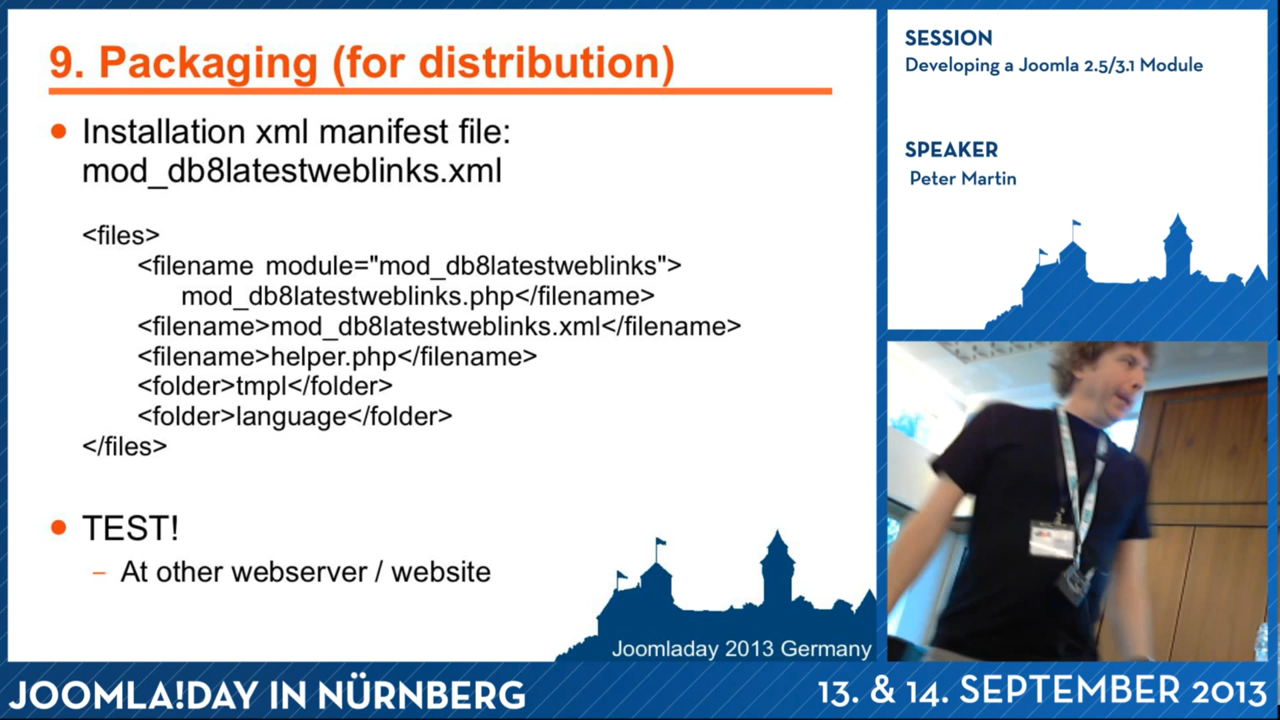 9. Packaging (for distribution)
● Installation xml manifest file:
mod_db8latestweblinks.xml
<files>
<filename module="mod_db8latestweblinks">
mod_db8latestweblinks.php</filename>
<filename>mod_db8latestweblinks.xml</filename>
<filename>helper.php</filename>
<folder>tmpl</folder>
<folder>language</folder>
</files>
● TEST!
– At other webserver / website
Joomladay 2013 Germany
SESSION
Developing a Joomla 2.5/3.1 Module
SPEAKER
Peter Martin
JOOMLA!DAY IN NÜRNBERG
13. & 14. SEPTEMBER 2013